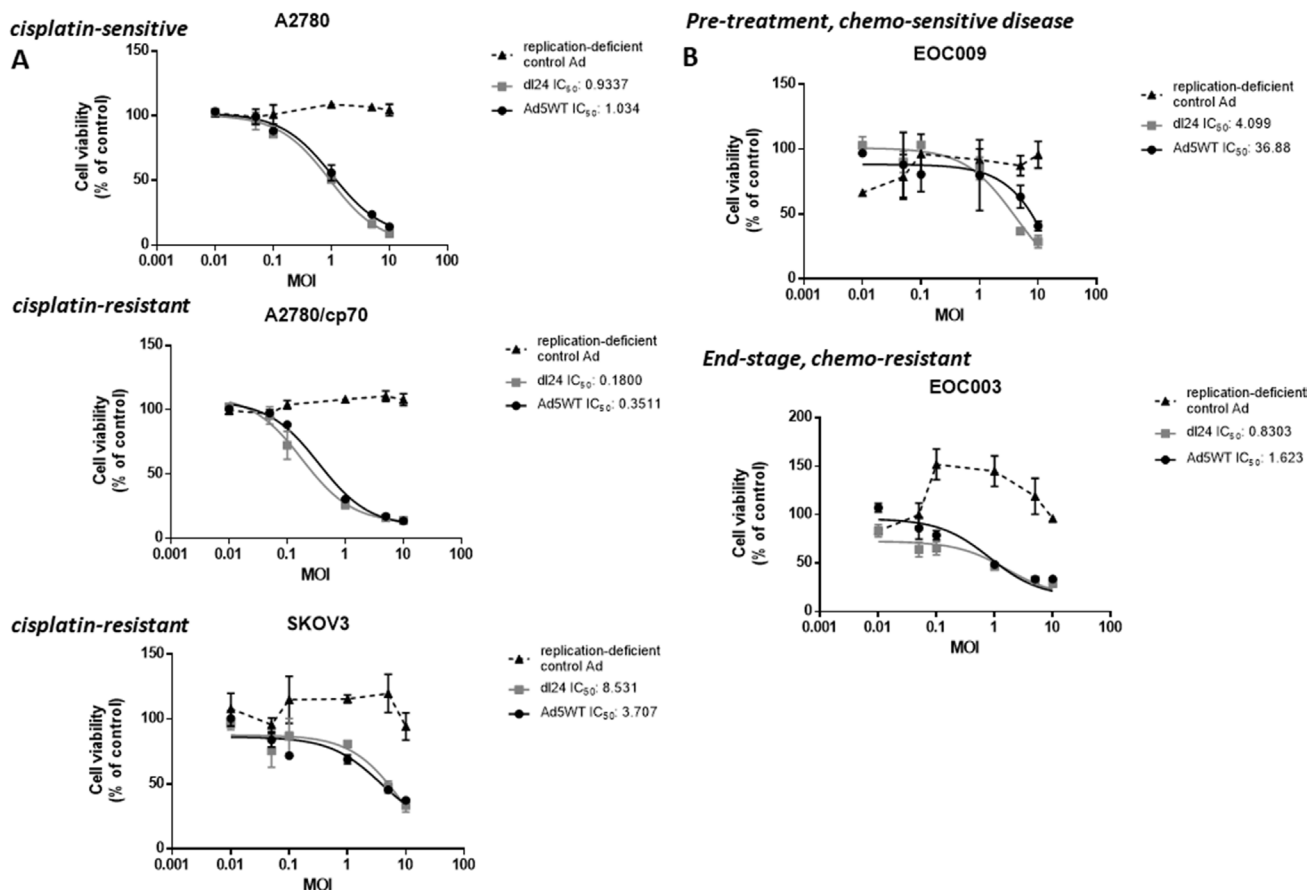 cisplatin-sensitive
A
A2780
Cell viability
(% of control)
150
100
50
0
0.001
0.01
0.1
1
10
100
MOI
replication-deficient
control Ad
dl24 IC50: 0.9337
Ad5WT IC50: 1.034
cisplatin-resistant
A2780/cp70
Cell viability
(% of control)
150
100
50
0
0.001
0.01
0.1
1
10
100
MOI
replication-deficient
control Ad
dl24 IC50: 0.1800
Ad5WT IC50: 0.3511
cisplatin-resistant
SKOV3
Cell viability
(% of control)
150
100
50
0
0.001
0.01
0.1
1
10
100
MOI
replication-deficient
control Ad
dl24 IC50: 8.531
Ad5WT IC50: 3.707
Pre-treatment, chemo-sensitive disease
B
EOC009
Cell viability
(% of control)
150
100
50
0
0.001
0.01
0.1
1
10
100
MOI
replication-deficient
control Ad
dl24 IC50: 4.099
Ad5WT IC50: 36.88
End-stage, chemo-resistant
EOC003
Cell viability
(% of control)
200
150
100
50
0
0.001
0.01
0.1
1
10
100
MOI
replication-deficient
control Ad
dl24 IC50: 0.8303
Ad5WT IC50: 1.623